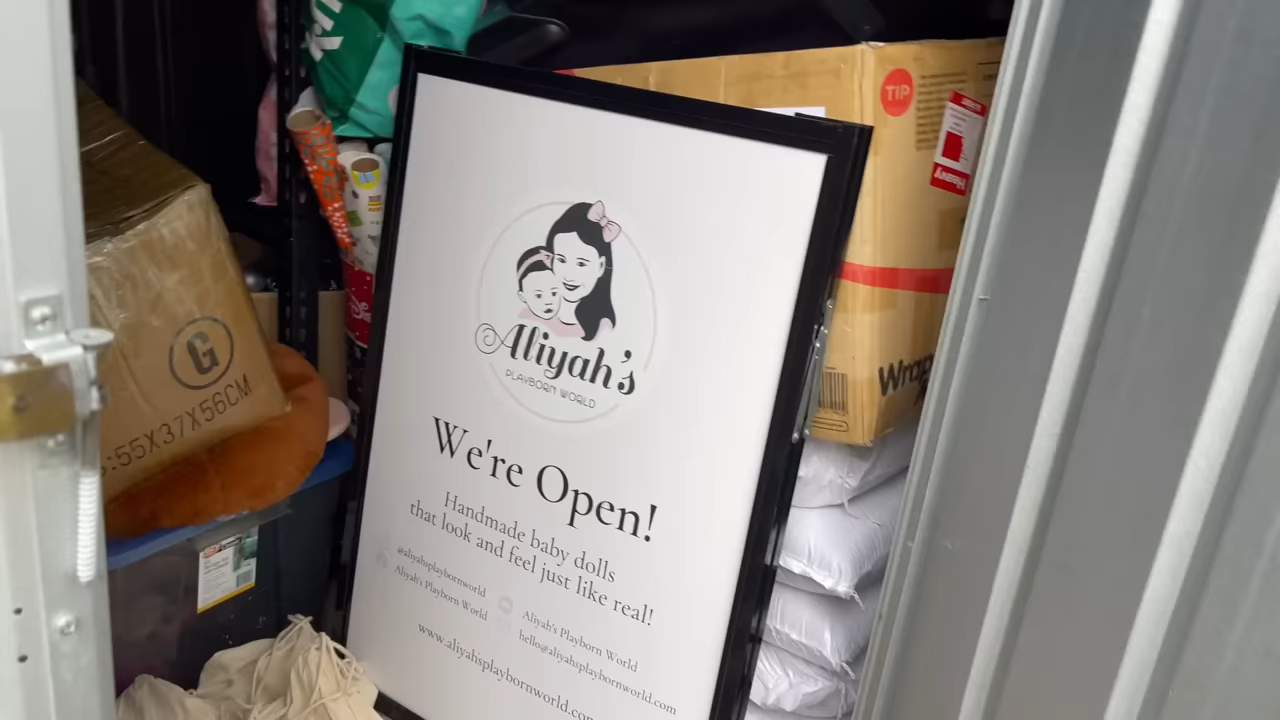 TIP
Heavy
G
:55X37X56CM
Wrap
Aliyah's
PLAYBORN WORLD
We're Open!
Handmade baby dolls
that look and feel just like real!
@aliyahsplaybornworld
Aliyah's Playborn World
Aliyah's Playborn World
hello@aliyahsplaybornworld.com
www.aliyahsplaybornworld.com